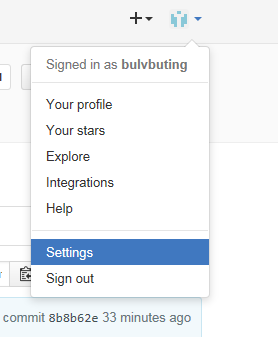 Signed in as bulvbuting
Your profile
Your stars
Explore
Integrations
Help
Settings
Sign out
commit 8b8b62e 33 minutes ago